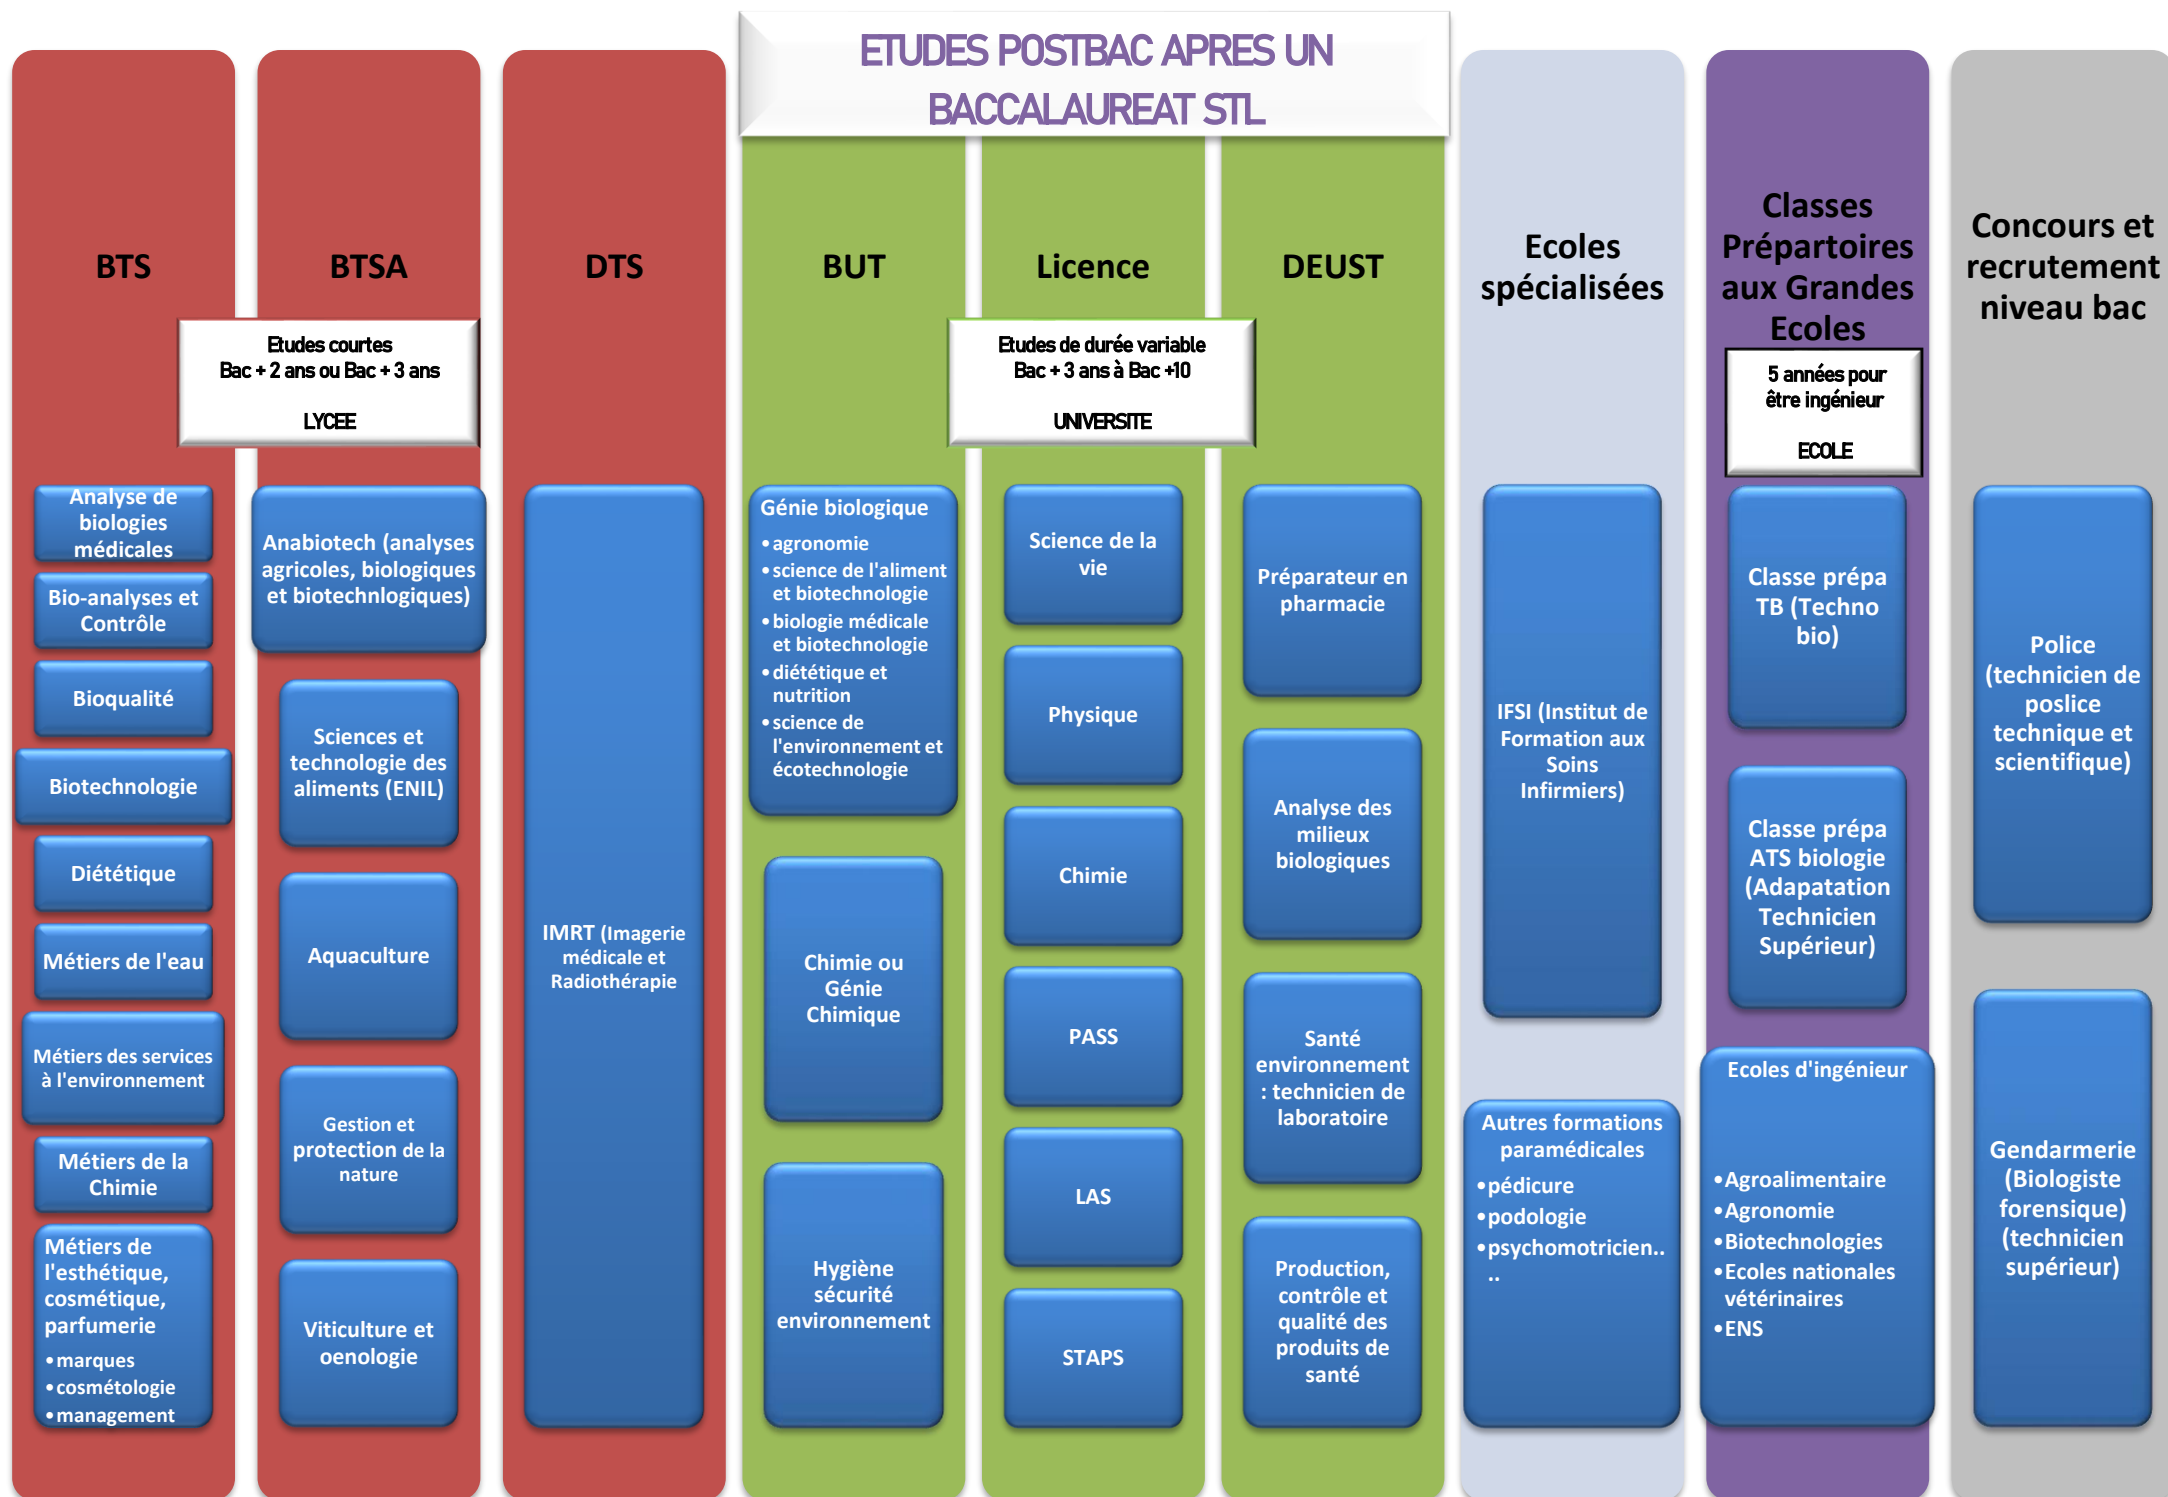 ETUDES POSTBAC APRES UN
BACCALAUREAT STL
BTS
BTSA
DTS
BUT
Licence
DEUST
Ecoles
spécialisées
Classes
Prépartoires
aux Grandes
Ecoles
Concours et
recrutement
niveau bac
Etudes courtes
Bac + 2 ans ou Bac + 3 ans
LYCEE
Etudes de durée variable
Bac + 3 ans à Bac +10
UNIVERSITE
5 années pour
être ingénieur
ECOLE
Analyse de
biologies
médicales
Bio-analyses et
Contrôle
Bioqualité
Biotechnologie
Diététique
Métiers de l'eau
Métiers des services
à l'environnement
Métiers de la
Chimie
Métiers de
l'esthétique,
cosmétique,
parfumerie
•marques
•cosmétologie
•management
Anabiotech (analyses
agricoles, biologiques
et biotechnlogiques)
Sciences et
technologie des
aliments (ENIL)
Aquaculture
Gestion et
protection de la
nature
Viticulture et
oenologie
IMRT (Imagerie
médicale et
Radiothérapie
Génie biologique
•agronomie
•science de l'aliment
et biotechnologie
•biologie médicale
et biotechnologie
•diététique et
nutrition
•science de
l'environnement et
écotechnologie
Chimie ou
Génie
Chimique
Hygiène
sécurité
environnement
Science de la
vie
Physique
Chimie
PASS
LAS
STAPS
Préparateur en
pharmacie
Analyse des
milieux
biologiques
Santé
environnement
: technicien de
laboratoire
Production,
contrôle et
qualité des
produits de
santé
IFSI (Institut de
Formation aux
Soins
Infirmiers)
Autres formations
paramédicales
•pédicure
•podologie
•psychomotricien..
..
Classe prépa
TB (Techno
bio)
Classe prépa
ATS biologie
(Adapatation
Technicien
Supérieur)
Ecoles d'ingénieur
•Agroalimentaire
•Agronomie
•Biotechnologies
•Ecoles nationales
vétérinaires
•ENS
Police
(technicien de
poslice
technique et
scientifique)
Gendarmerie
(Biologiste
forensique)
(technicien
supérieur)